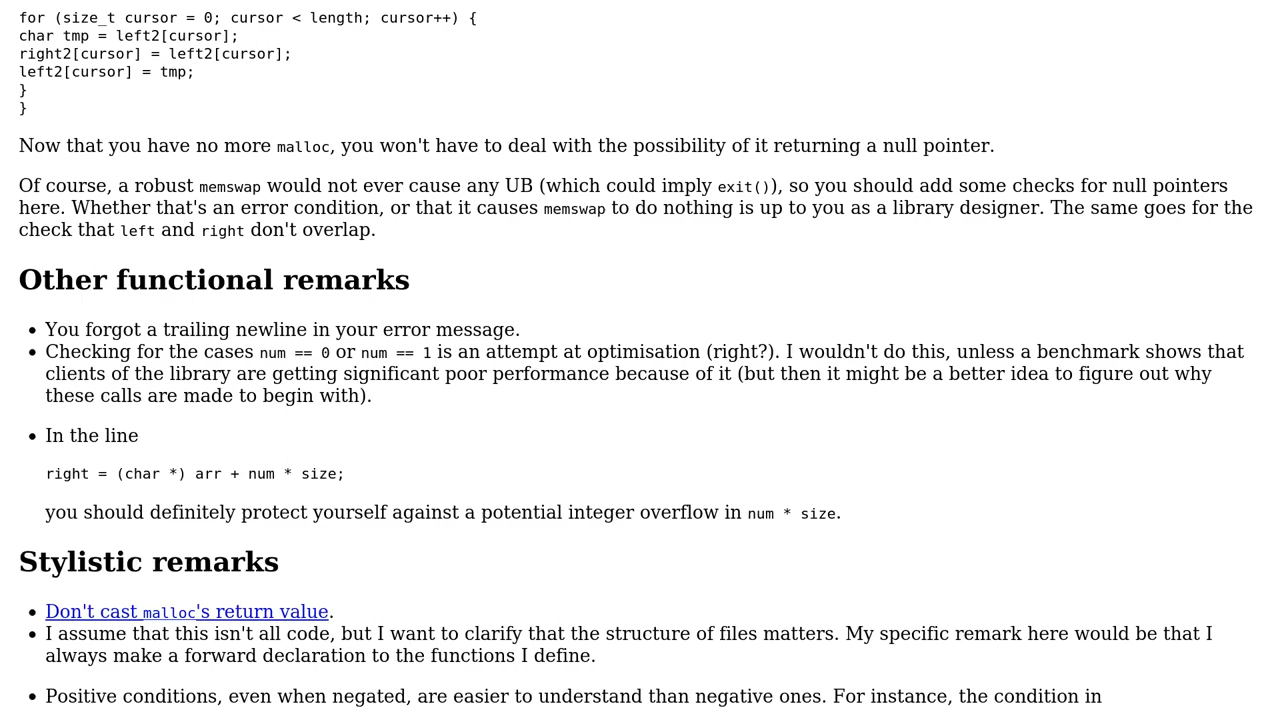 for (size_t cursor = 0; cursor < length; cursor++) {
char tmp = left2[cursor];
right2[cursor] = left2[cursor];
left2[cursor] = tmp;
}
}
Now that you have no more malloc, you won't have to deal with the possibility of it returning a null pointer.
Of course, a robust memswap would not ever cause any UB (which could imply exit()), so you should add some checks for null pointers
here. Whether that's an error condition, or that it causes memswap to do nothing is up to you as a library designer. The same goes for the
check that left and right don't overlap.
Other functional remarks
• You forgot a trailing newline in your error message.
• Checking for the cases num == 0 or num == 1 is an attempt at optimisation (right?). I wouldn't do this, unless a benchmark shows that
clients of the library are getting significant poor performance because of it (but then it might be a better idea to figure out why
these calls are made to begin with).
• In the line
right = (char *) arr + num * size;
you should definitely protect yourself against a potential integer overflow in num * size.
Stylistic remarks
• Don't cast malloc's return value.
• I assume that this isn't all code, but I want to clarify that the structure of files matters. My specific remark here would be that I
always make a forward declaration to the functions I define.
• Positive conditions, even when negated, are easier to understand than negative ones. For instance, the condition in